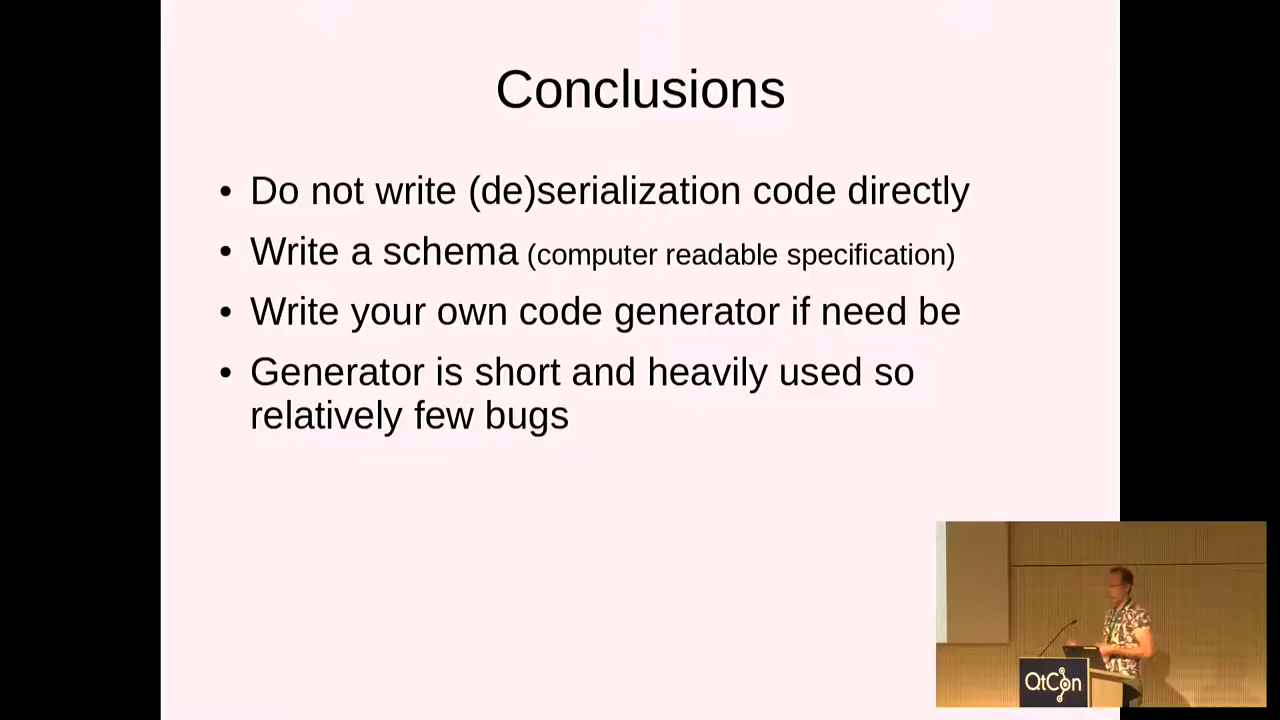 Conclusions
• Do not write (de)serialization code directly
• Write a schema (computer readable specification)
• Write your own code generator if need be
• Generator is short and heavily used so
relatively few bugs
QtCon